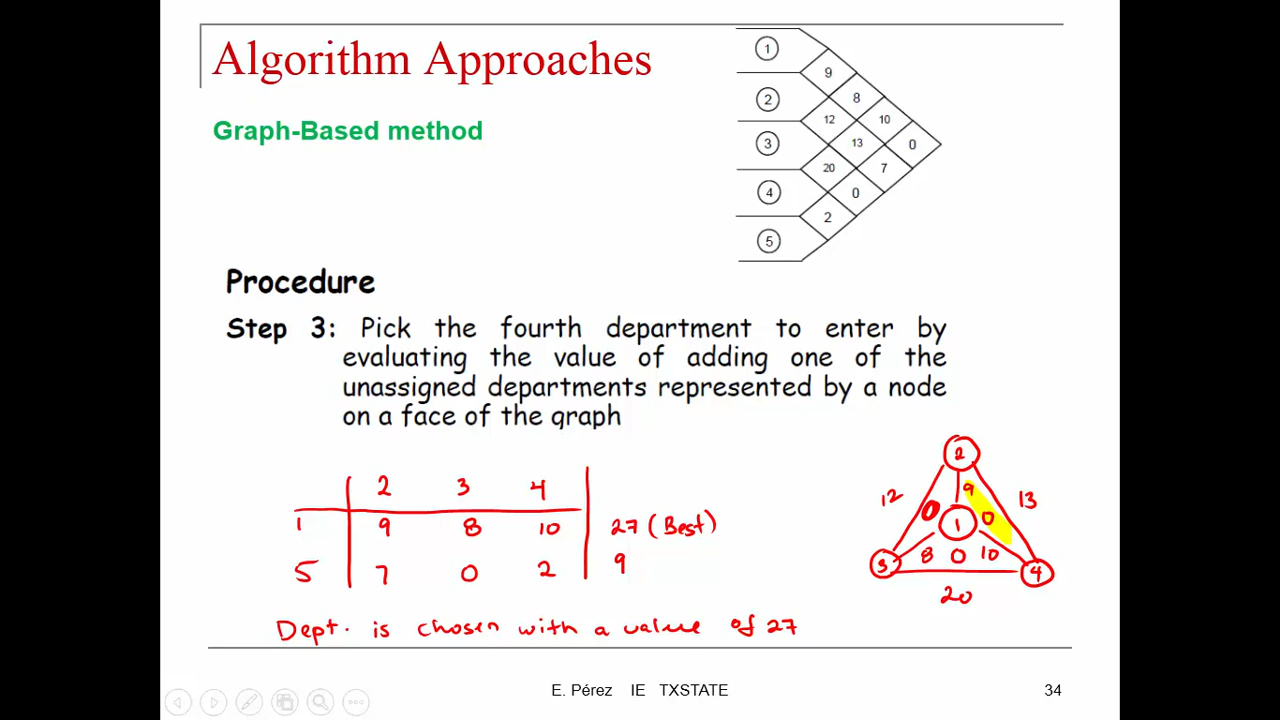 Algorithm Approaches
Graph-Based method
1
2
3
4
5
9
8
12
10
13
0
20
7
0
2
Procedure
Step 3: Pick the fourth department to enter by
evaluating the value of adding one of the
unassigned departments represented by a node
on a face of the graph
2 3 4
1 9 8 10 27 (Best)
5 7 0 2 9
Dept. is chosen with a value of 27
2
12 9 13
0 1 0
3 8 0 10 4
20
E. Pérez IE TXSTATE
34